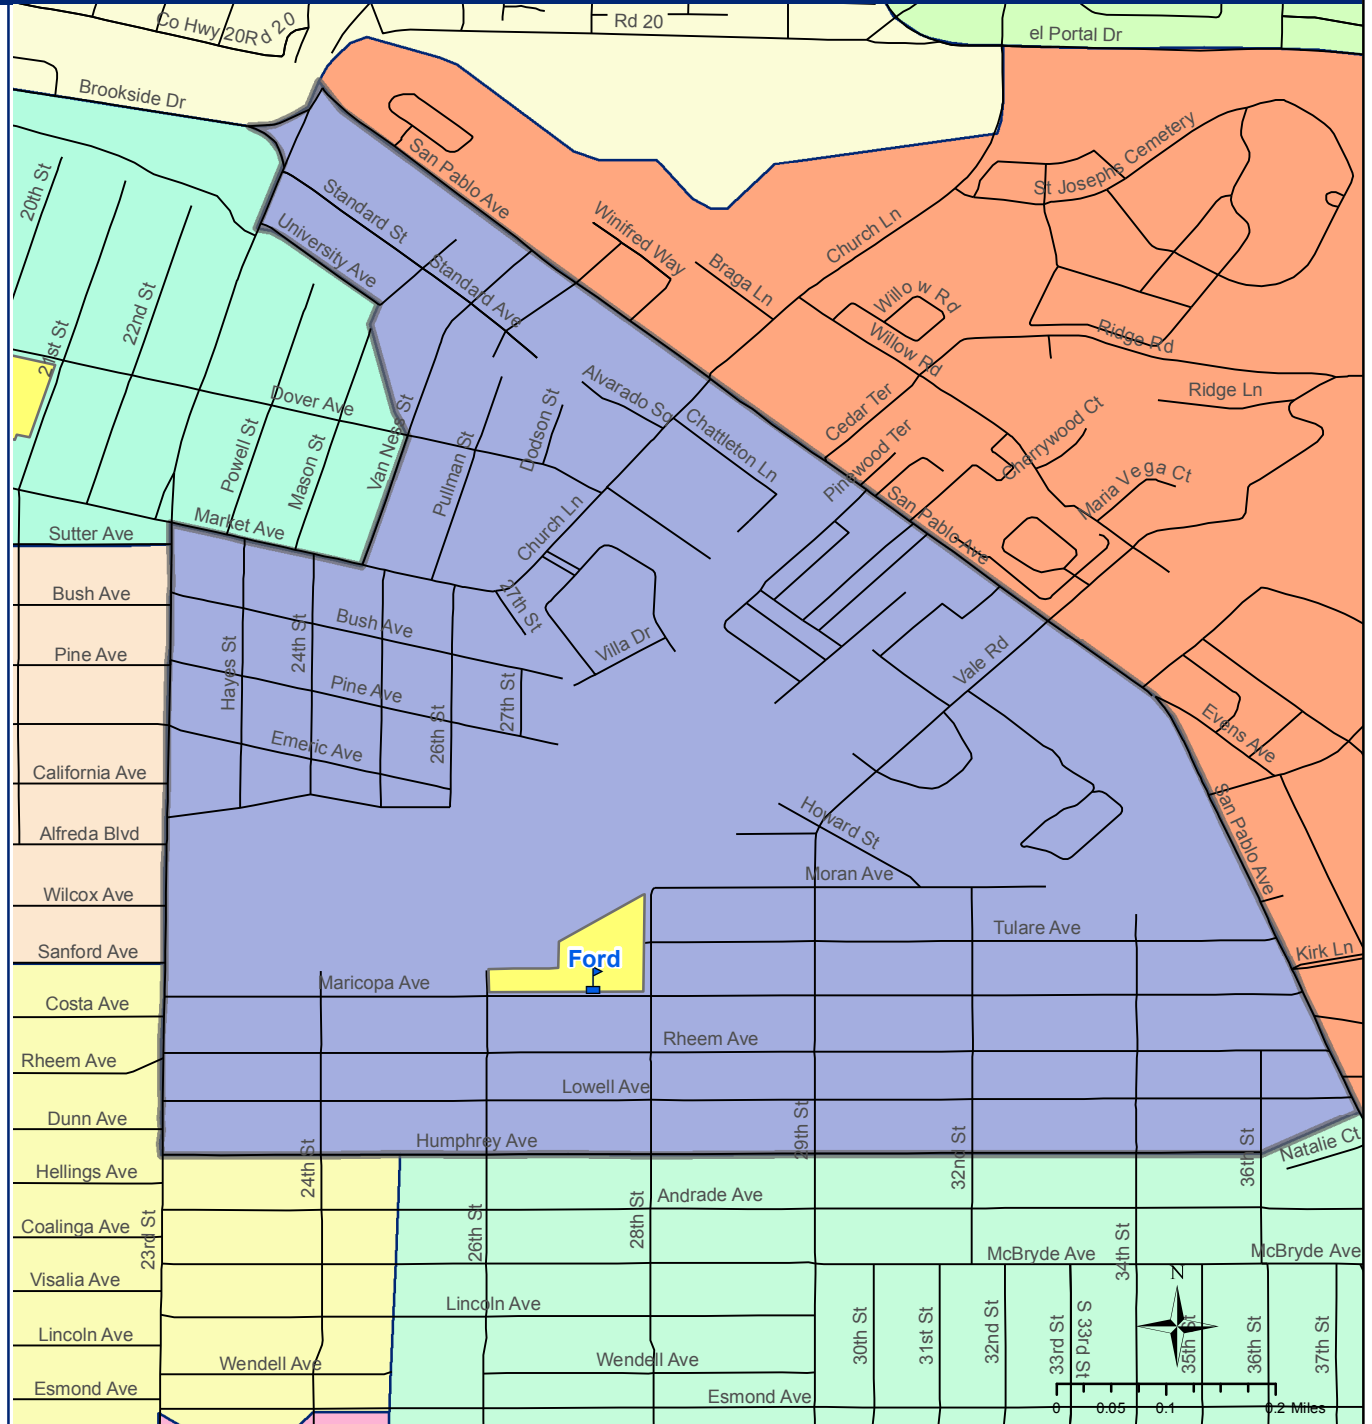 Co Hwy 20Rd 20
Rd 20
el Portal Dr
Brookside Dr
San Pablo Ave
St Josephs Cemetery
20th St
Standard St
University Ave
Standard Ave
Winifred Way
Braga Ln
Church Ln
Willow Rd
Willow Rd
Ridge Rd
Ridge Ln
21st St
22nd St
Dover Ave
Van Ness St
Powell St
Mason St
Pullman St
Dodson St
Alvarado Sq
Chattleton Ln
Cedar Ter
Pinewood Ter
Cherrywood Ct
Maria Vega Ct
San Pablo Ave
Market Ave
Sutter Ave
Church Ln
27th St
Villa Dr
Bush Ave
Bush Ave
24th St
Hayes St
Pine Ave
Pine Ave
26th St
27th St
Vale Rd
Emeric Ave
Evens Ave
California Ave
San Pablo Ave
Howard St
Alfreda Blvd
Moran Ave
Wilcox Ave
Tulare Ave
Sanford Ave
Kirk Ln
Ford
Maricopa Ave
Costa Ave
Rheem Ave
Rheem Ave
Lowell Ave
Dunn Ave
29th St
Humphrey Ave
32nd St
36th St
Natalie Ct
Hellings Ave
24th St
Andrade Ave
Coalinga Ave
23rd St
26th St
28th St
34th St
McBryde Ave
McBryde Ave
Visalia Ave
N
Lincoln Ave
Lincoln Ave
30th St
31st St
32nd St
33rd St
S 33rd St
35th St
36th St
37th St
Wendell Ave
Wendell Ave
Esmond Ave
Esmond Ave
0 0.05 0.1 0.2 Miles